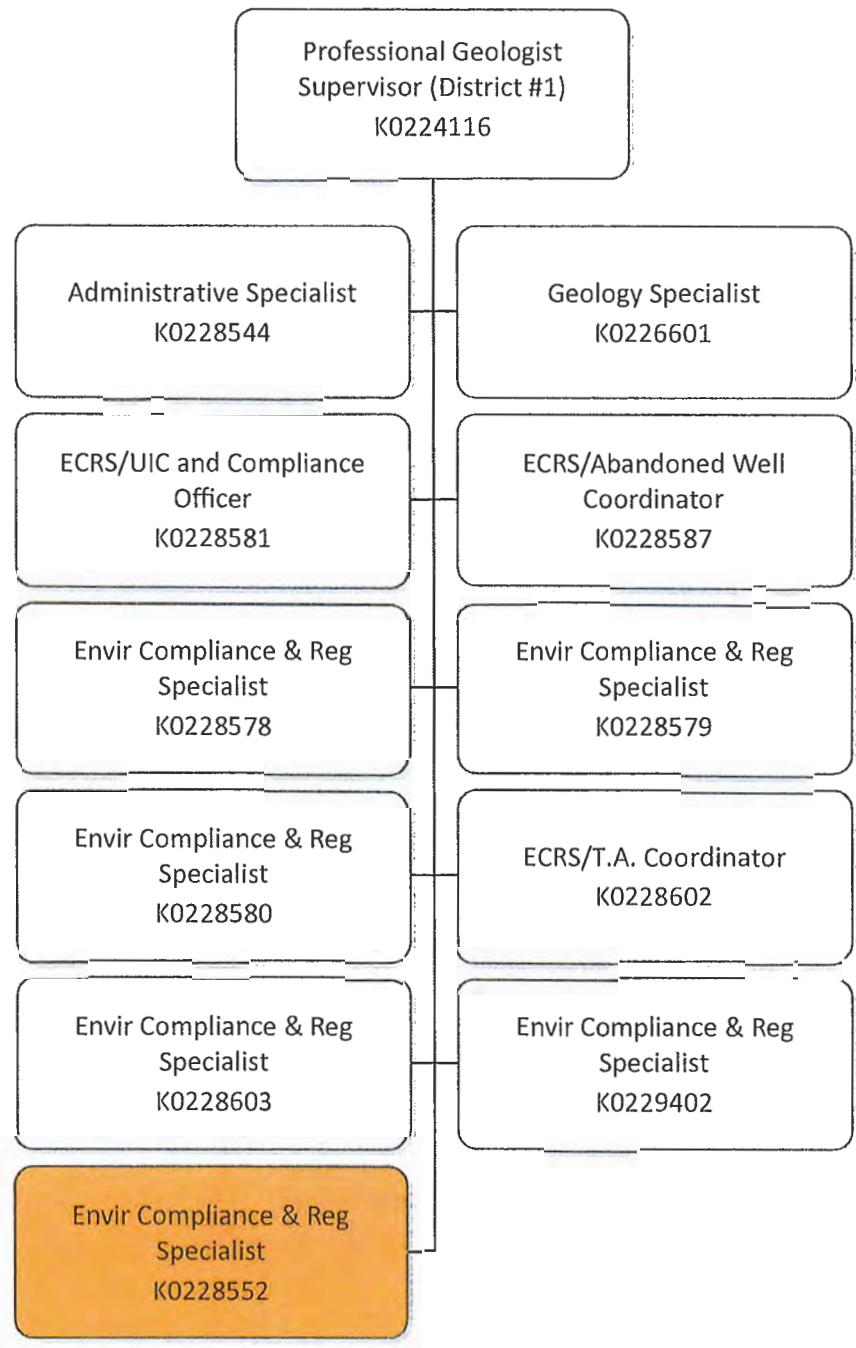 Professional Geologist
Supervisor (District #1)
K0224116
Administrative Specialist
K0228544
Geology Specialist
K0226601
ECRS/UIC and Compliance
Officer
K0228581
ECRS/Abandoned Well
Coordinator
K0228587
Envir Compliance & Reg
Specialist
K0228578
Envir Compliance & Reg
Specialist
K0228579
Envir Compliance & Reg
Specialist
K0228580
ECRS/T.A. Coordinator
K0228602
Envir Compliance & Reg
Specialist
K0228603
Envir Compliance & Reg
Specialist
K0229402
Envir Compliance & Reg
Specialist
K0228552